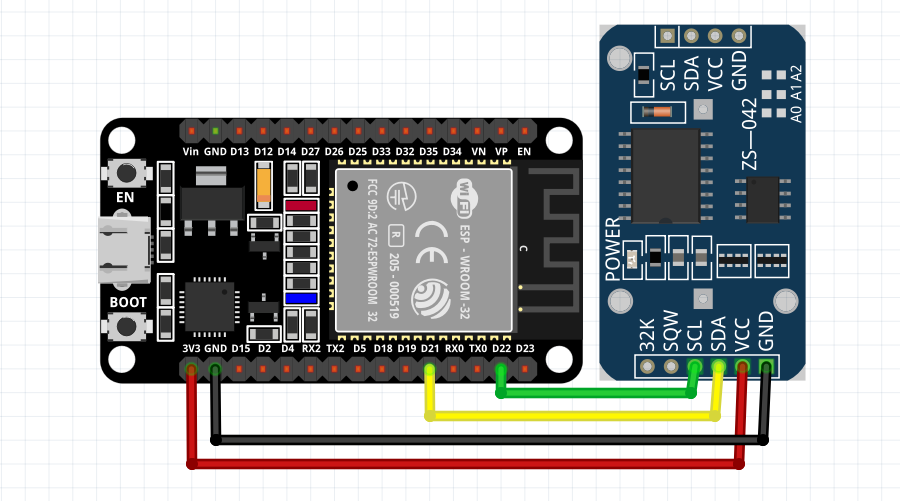 Vin GND D13 D12 D14 D27 D26 D25 D33 D32 D35 D34 VN VP EN
EN
BOOT
3V3 GND D15 D2 D4 RX2 TX2 D5 D18 D19 D21 RX0 TX0 D22 D23
FCC 9D:2 AC 72-ESPWROOM 32
R
205 - 000519
CE
Wi Fi
ESP - WROOM -32
C
SCL
SDA
VCC
GND
A0 A1 A2
ZS—042
POWER
32K
SQW
SCL
SDA
VCC
GND